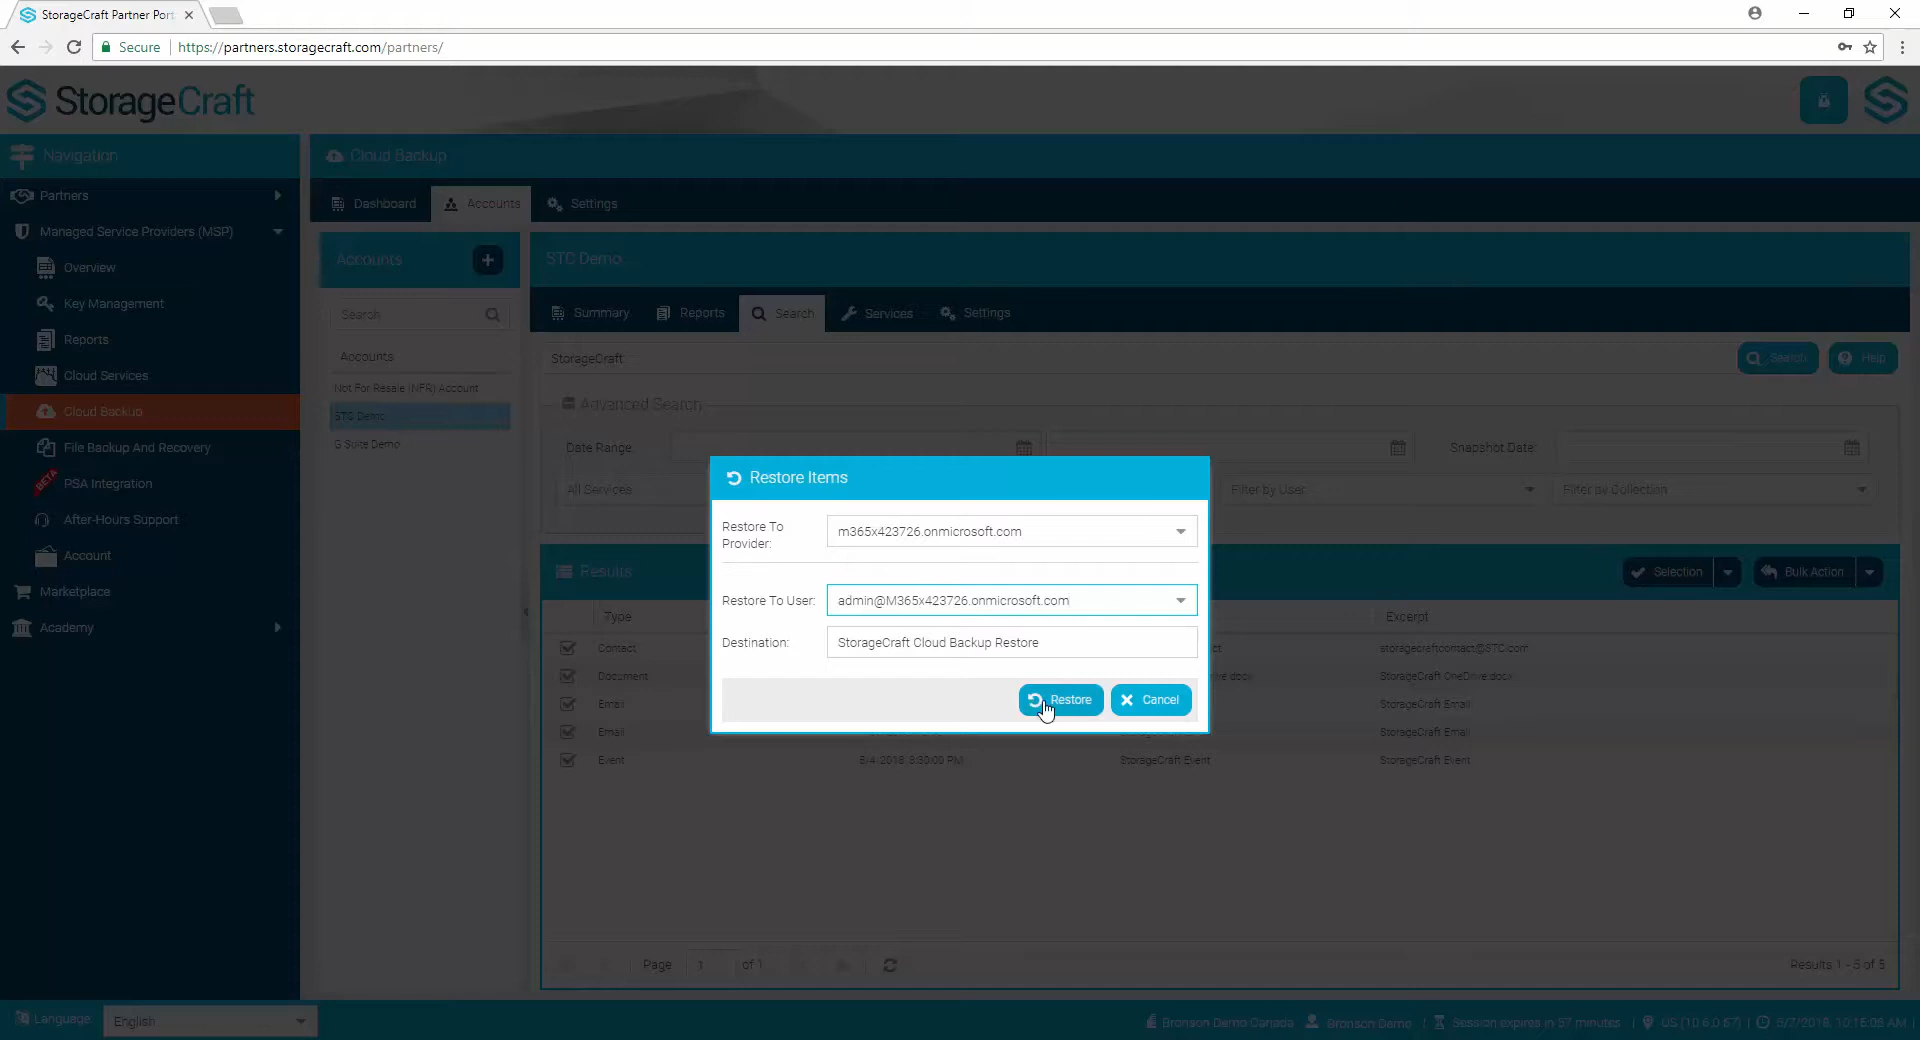 StorageCraft Partner Port
Secure https://partners.storagecraft.com/partners/
StorageCraft
Navigation
Cloud Backup
Partners
Dashboard Accounts Settings
Managed Service Providers (MSP)
Accounts
STC Demo
Overview
Key Management
Search
Summary Reports Search Services Settings
Reports
Accounts
StorageCraft Search Help
Cloud Services
Not For Resale (NFR) Account
Advanced Search
Cloud Backup
STC Demo
G Suite Demo
Date Range: Snapshot Date:
File Backup And Recovery
BETA
PSA Integration
All Services Filter by User Filter by Collection
Restore Items
After-Hours Support
Restore To
Provider: m365x423726.onmicrosoft.com
Account
Results Selection Bulk Action
Marketplace
Restore To User: admin@M365x423726.onmicrosoft.com
Academy
Type Excerpt
Destination: StorageCraft Cloud Backup Restore
Contact storagecraftcontact@STC.com
Document StorageCraft OneDrive.docx
Restore Cancel
Email StorageCraft Email
Email StorageCraft Email
Event StorageCraft Event StorageCraft Event
Page 1 of 1 Results 1 - 5 of 5
Language: English Bronson Demo Canada Bronson Demo | Session expires in 57 minutes | US (10.6.0.57) |